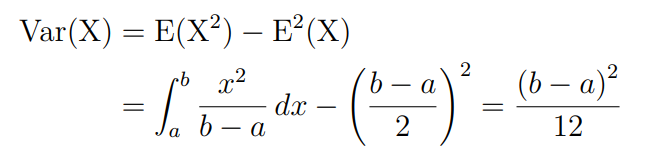 Var(X) = E(X²) – E²(X)
= ∫ₐᵇ x²/(b – a) dx – ((b – a)/2)² = (b – a)²/12